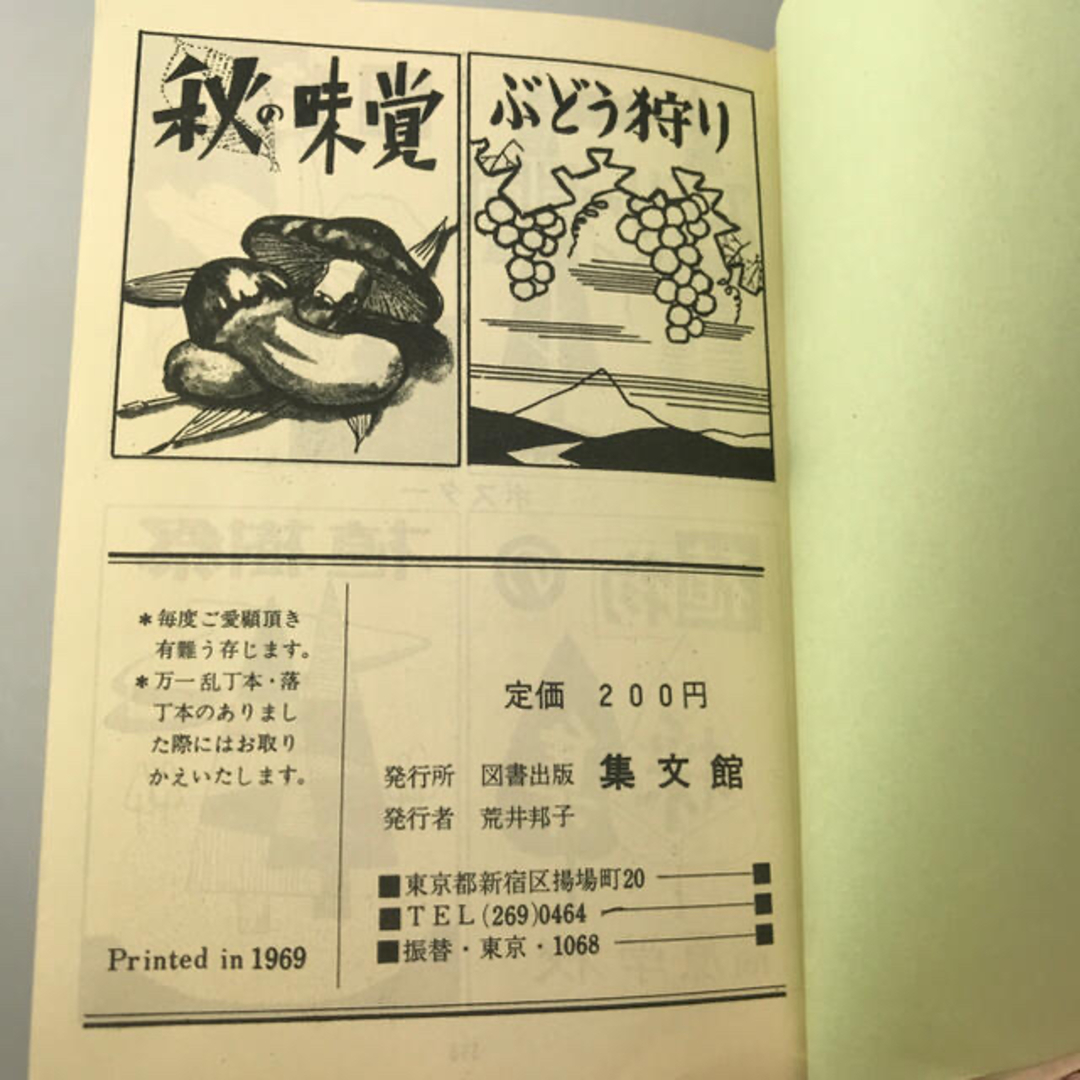 秋の味覚
ぶどう狩り
ポスター
*毎度ご愛顧頂き
有難う存じます。
*万一乱丁本・落
丁本のありまし
た際にはお取り
かえいたします。
Printed in 1969
定価 200円
発行所 図書出版 集文館
発行者 荒井邦子
■東京都新宿区揚場町20
■TEL(269)0464
■振替・東京・1068